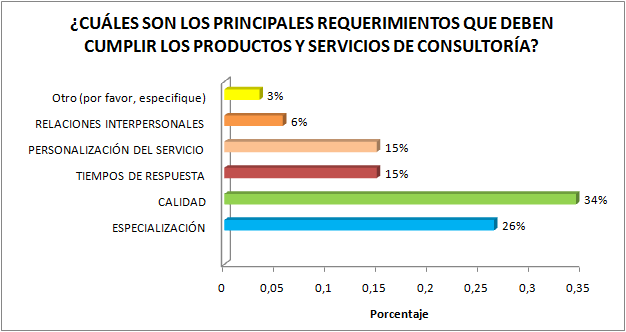 ¿CUÁLES SON LOS PRINCIPALES REQUERIMIENTOS QUE DEBEN
CUMPLIR LOS PRODUCTOS Y SERVICIOS DE CONSULTORÍA?
Otro (por favor, especifique) 3%
RELACIONES INTERPERSONALES 6%
PERSONALIZACIÓN DEL SERVICIO 15%
TIEMPOS DE RESPUESTA 15%
CALIDAD 34%
ESPECIALIZACIÓN 26%
0 0,05 0,1 0,15 0,2 0,25 0,3 0,35
Porcentaje